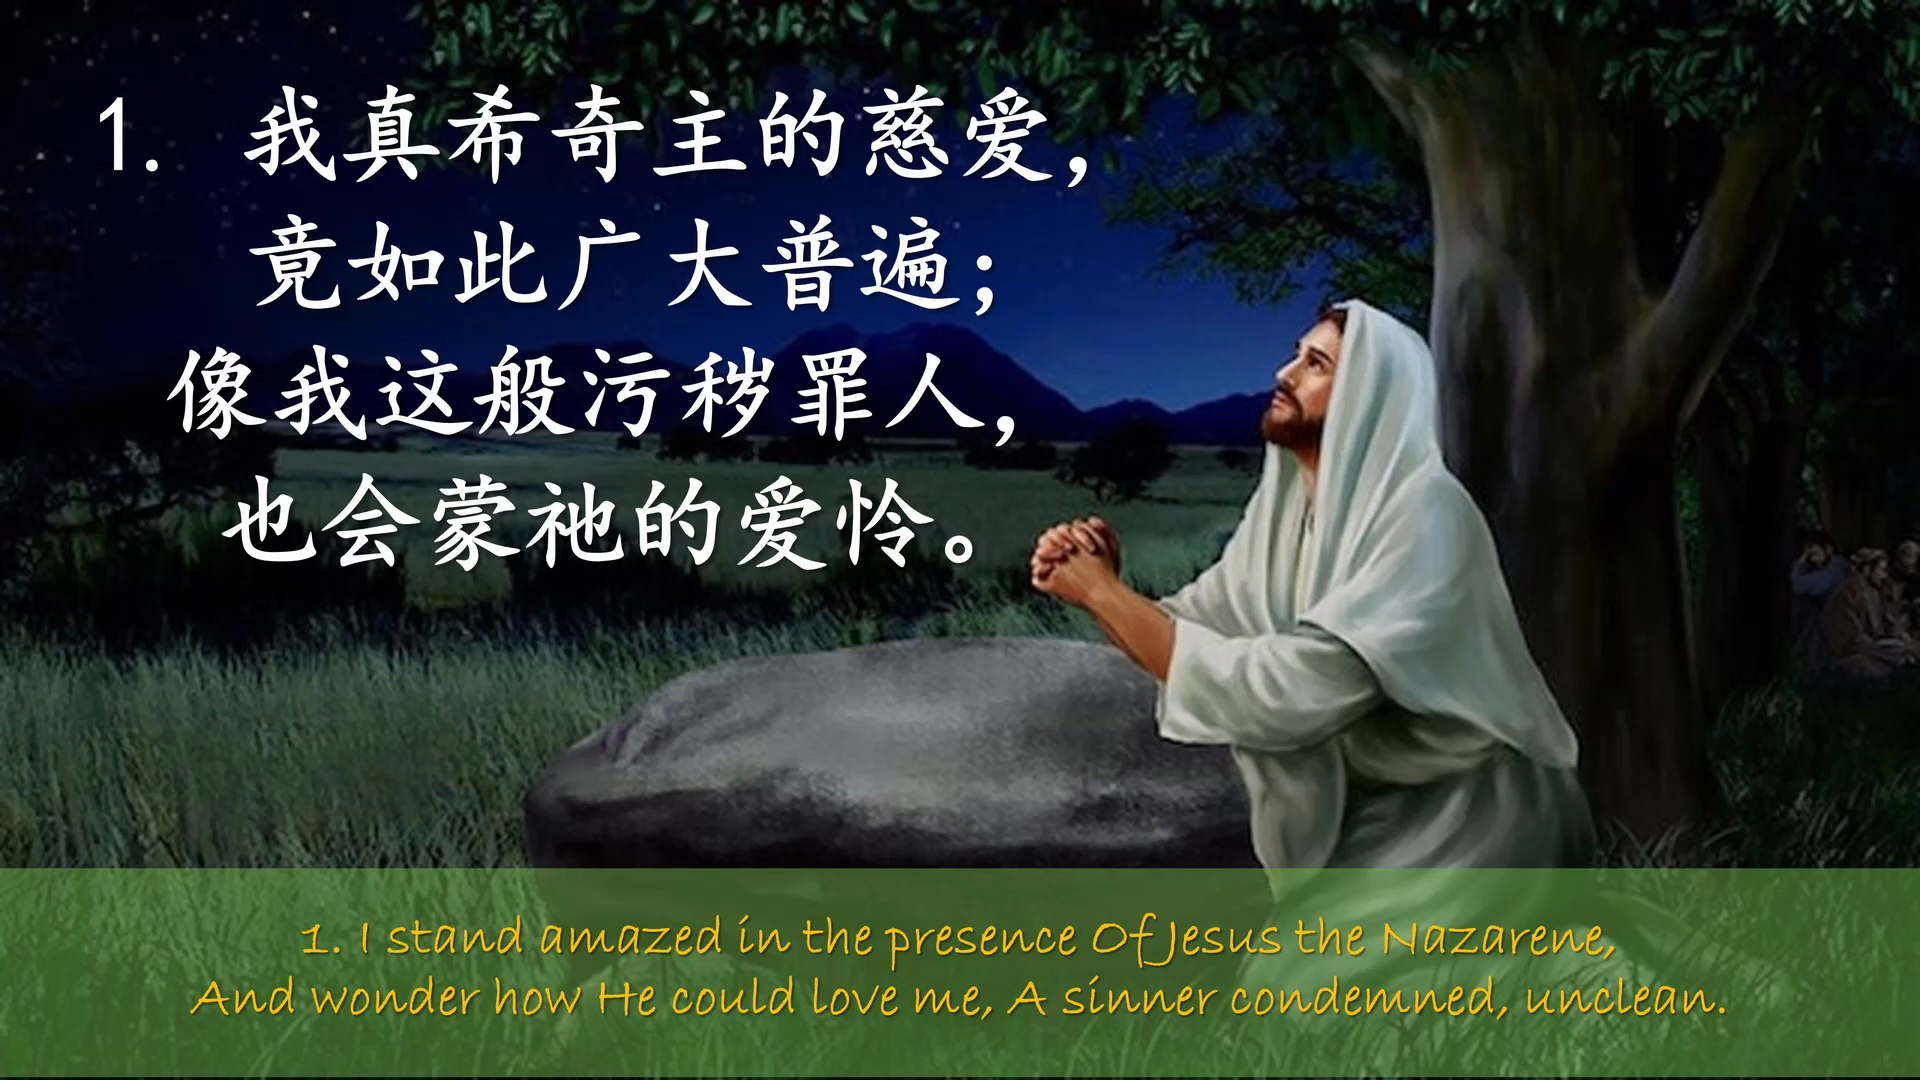 1. 我真希奇主的慈爱，
竟如此广大普遍；
像我这般污秽罪人，
也会蒙祂的爱怜。
1. I stand amazed in the presence Of Jesus the Nazarene,
And wonder how He could love me, A sinner condemned, unclean.